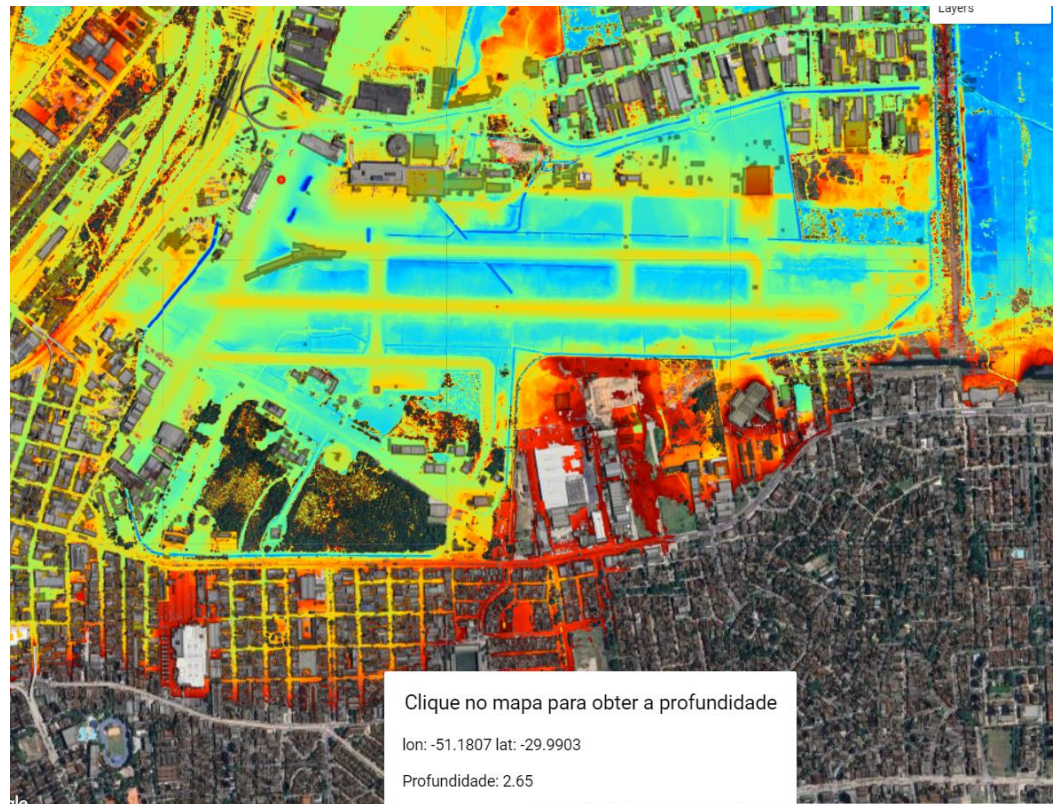 Layers
Clique no mapa para obter a profundidade
lon: -51.1807 lat: -29.9903
Profundidade: 2.65